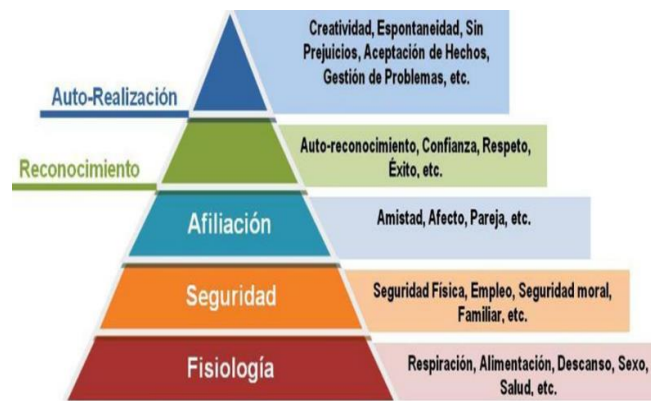 Creatividad, Espontaneidad, Sin
Prejuicios, Aceptación de Hechos,
Gestión de Problemas, etc.
Auto-Realización
Auto-reconocimiento, Confianza, Respeto,
Éxito, etc.
Reconocimiento
Afiliación
Amistad, Afecto, Pareja, etc.
Seguridad
Seguridad Física, Empleo, Seguridad moral,
Familiar, etc.
Fisiología
Respiración, Alimentación, Descanso, Sexo,
Salud, etc.